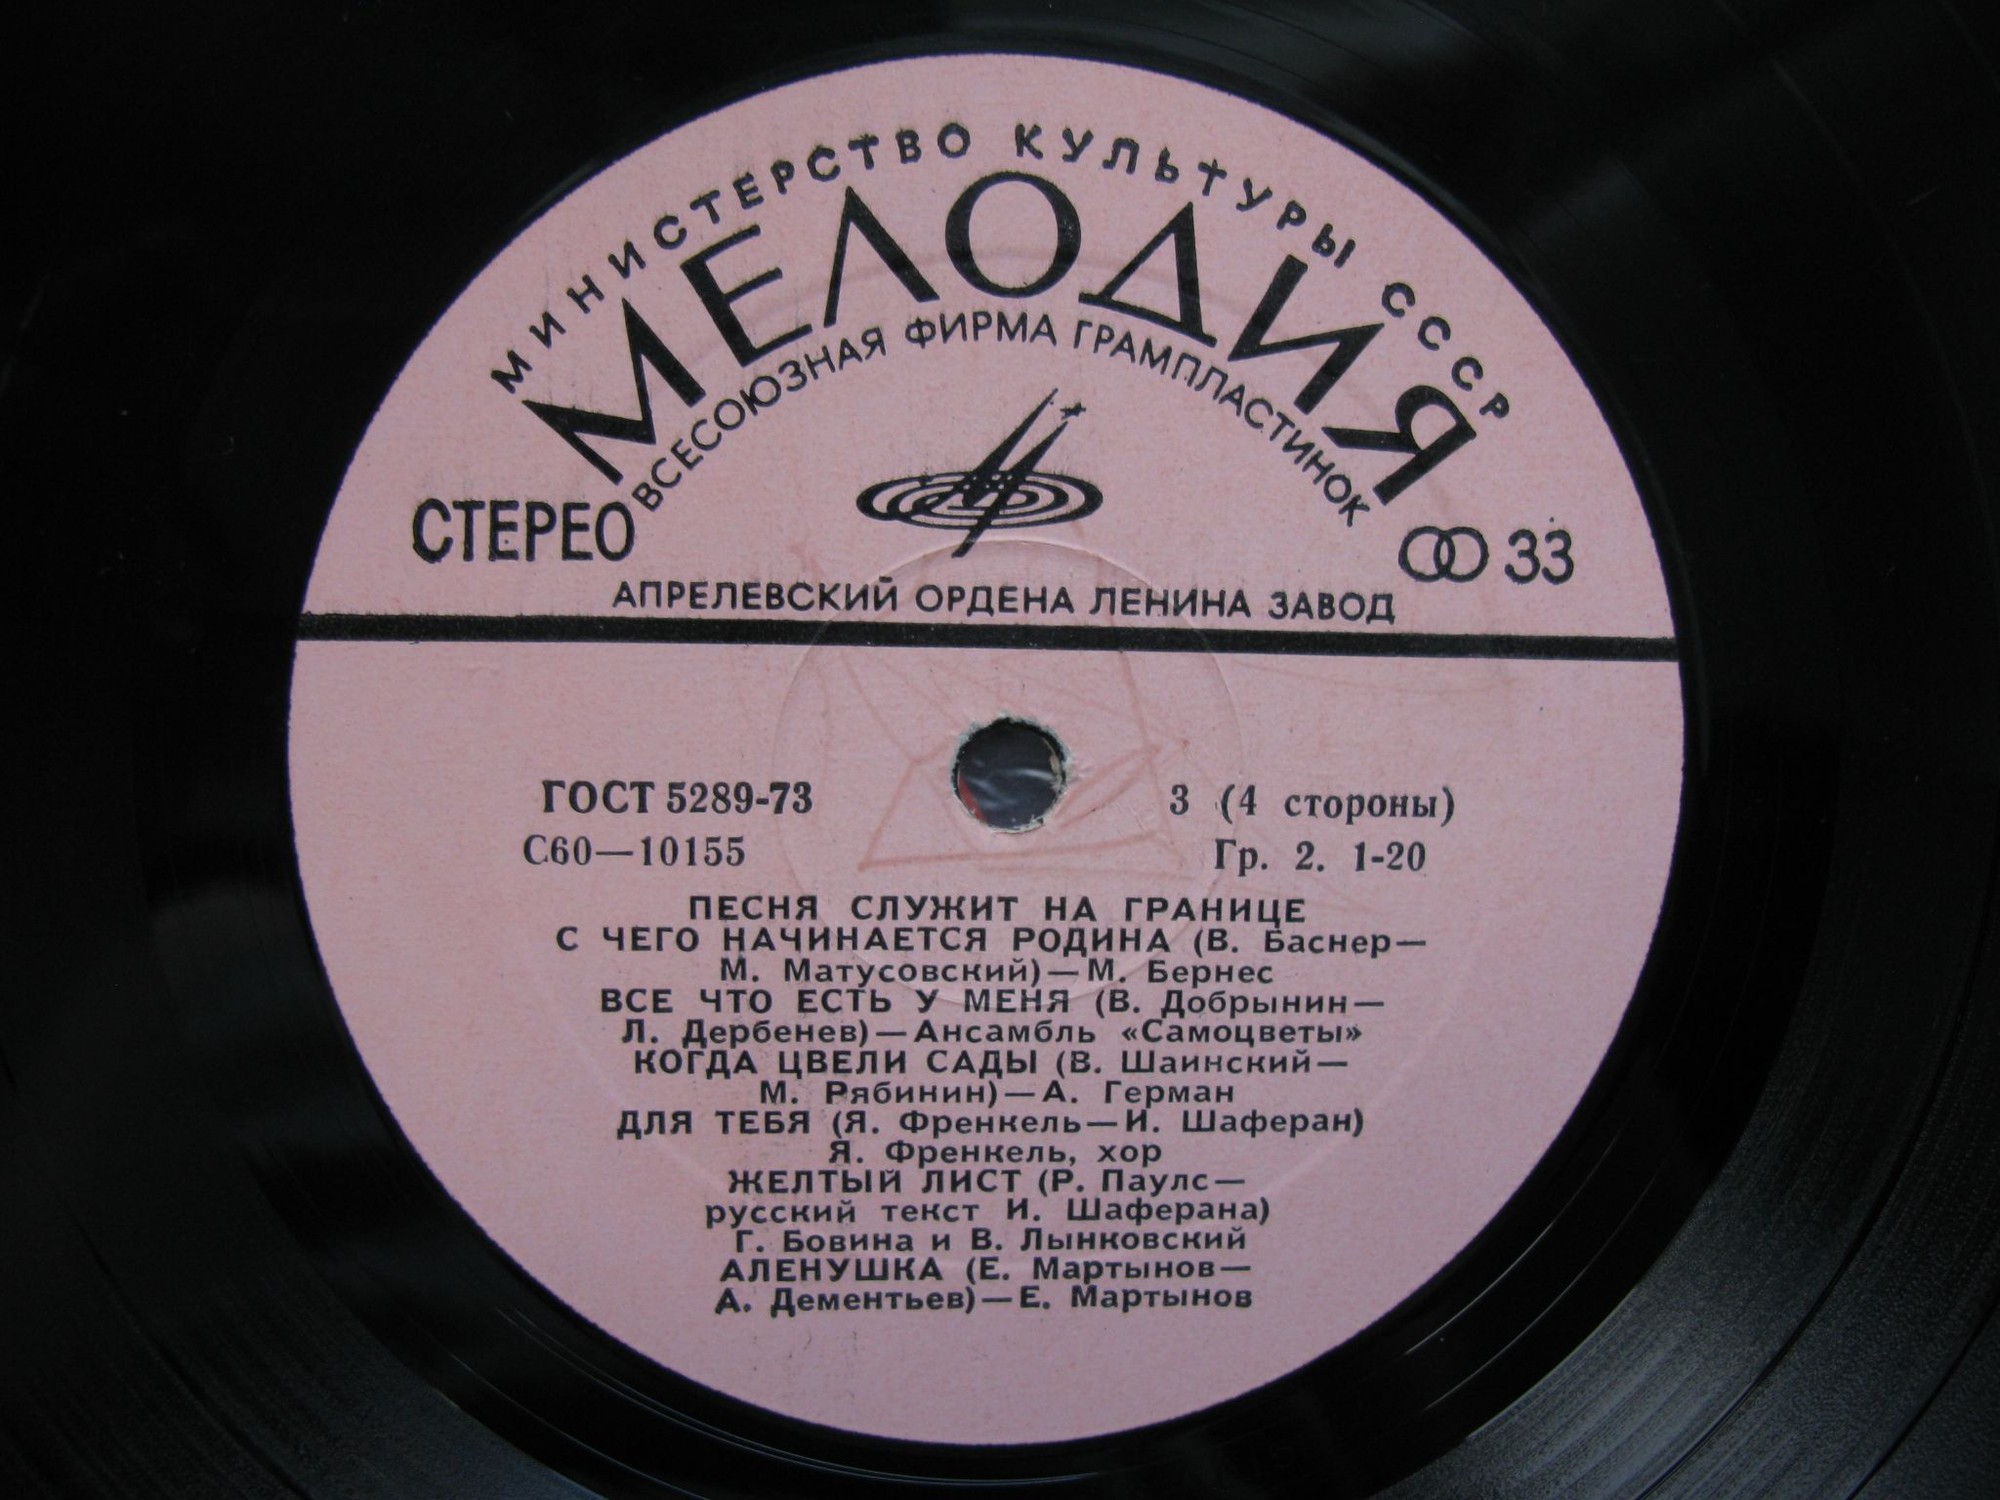 МИНИСТЕРСТВО КУЛЬТУРЫ СССР
МЕЛОДИЯ
ВСЕСОЮЗНАЯ ФИРМА ГРАМПЛАСТИНОК
СТЕРЕО
33
АПРЕЛЕВСКИЙ ОРДЕНА ЛЕНИНА ЗАВОД
ГОСТ 5289-73
3 (4 стороны)
С60—10155
Гр. 2. 1-20
ПЕСНЯ СЛУЖИТ НА ГРАНИЦЕ
С ЧЕГО НАЧИНАЕТСЯ РОДИНА (В. Баснер—
М. Матусовский)—М. Бернес
ВСЕ ЧТО ЕСТЬ У МЕНЯ (В. Добрынин—
Л. Дербенев)—Ансамбль «Самоцветы»
КОГДА ЦВЕЛИ САДЫ (В. Шаинский—
М. Рябинин)—А. Герман
ДЛЯ ТЕБЯ (Я. Френкель—И. Шаферан)
Я. Френкель, хор
ЖЕЛТЫЙ ЛИСТ (Р. Паулс—
русский текст И. Шаферана)
Г. Бовина и В. Лынковский
АЛЕНУШКА (Е. Мартынов—
А. Дементьев)—Е. Мартынов